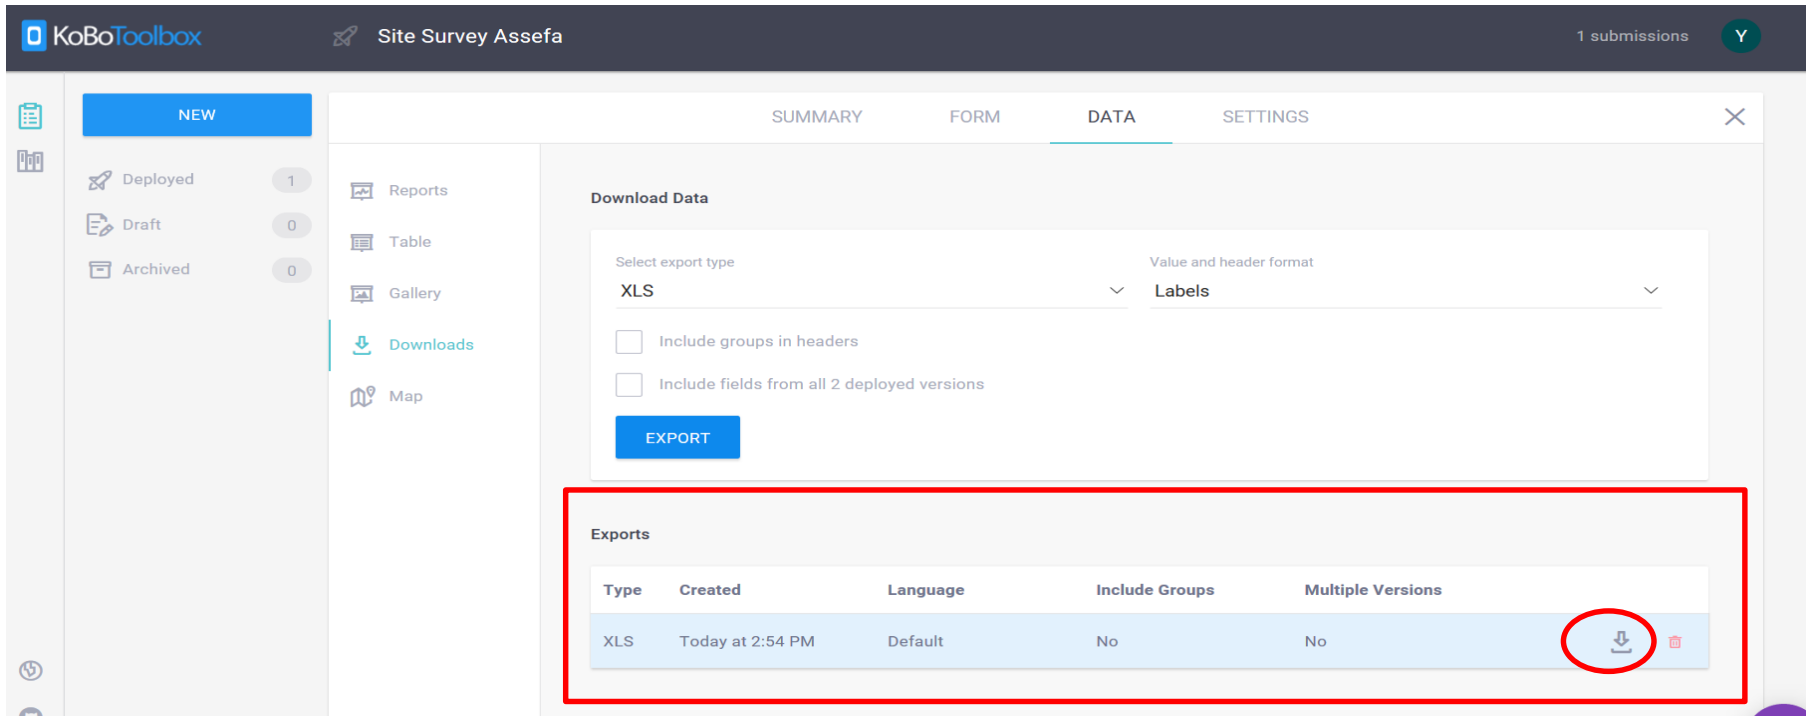 KoBoToolbox
Site Survey Assefa
1 submissions
Y
NEW
Deployed 1
Draft 0
Archived 0
SUMMARY FORM DATA SETTINGS
Reports
Table
Gallery
Downloads
Map
Download Data
Select export type
XLS
Value and header format
Labels
Include groups in headers
Include fields from all 2 deployed versions
EXPORT
Exports
Type Created Language Include Groups Multiple Versions
XLS Today at 2:54 PM Default No No